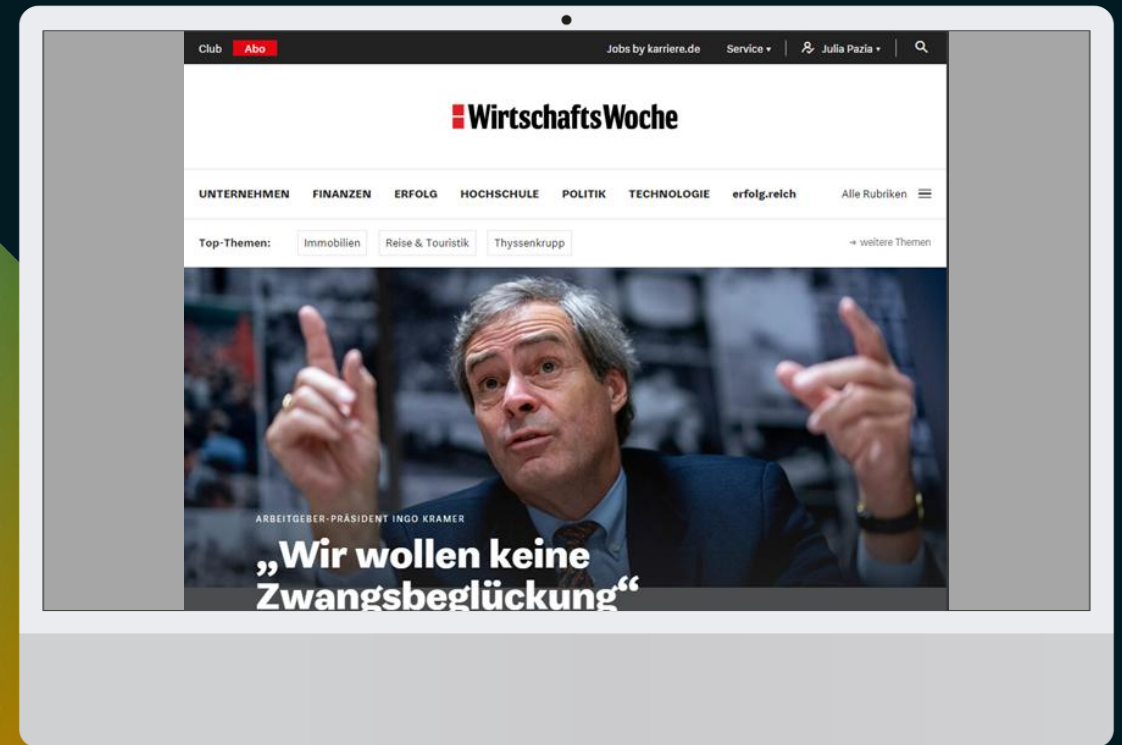 Club Abo Jobs by karriere.de Service Julia Pazia
WirtschaftsWoche
UNTERNEHMEN FINANZEN ERFOLG HOCHSCHULE POLITIK TECHNOLOGIE erfolg.reich Alle Rubriken
Top-Themen: Immobilien Reise & Touristik Thyssenkrupp → weitere Themen
ARBEITGEBER-PRÄSIDENT INGO KRAMER
„Wir wollen keine
Zwangsbeglückung“